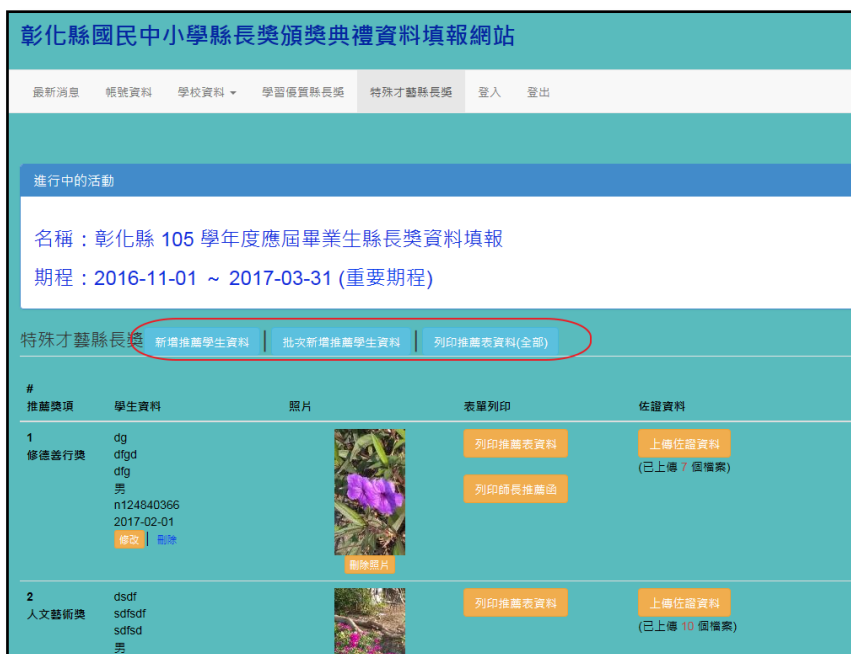 彰化縣國民中小學縣長獎頒獎典禮資料填報網站
最新消息 帳號資料 學校資料 學習優質縣長獎 特殊才藝縣長獎 登入 登出
進行中的活動
名稱：彰化縣 105 學年度應屆畢業生縣長獎資料填報
期程：2016-11-01 ~ 2017-03-31 (重要期程)
特殊才藝縣長獎 新增推薦學生資料 | 批次新增推薦學生資料 | 列印推薦表資料(全部)
#
推薦獎項 學生資料 照片 表單列印 佐證資料
1 dg 列印推薦表資料 上傳佐證資料
修德善行獎 dfgd (已上傳 7 個檔案)
dfg
男 列印師長推薦函
n124840366
2017-02-01
修改 | 刪除
刪除照片
2 dsdf 列印推薦表資料 上傳佐證資料
人文藝術獎 sdfsdf (已上傳 10 個檔案)
sdfsd
男